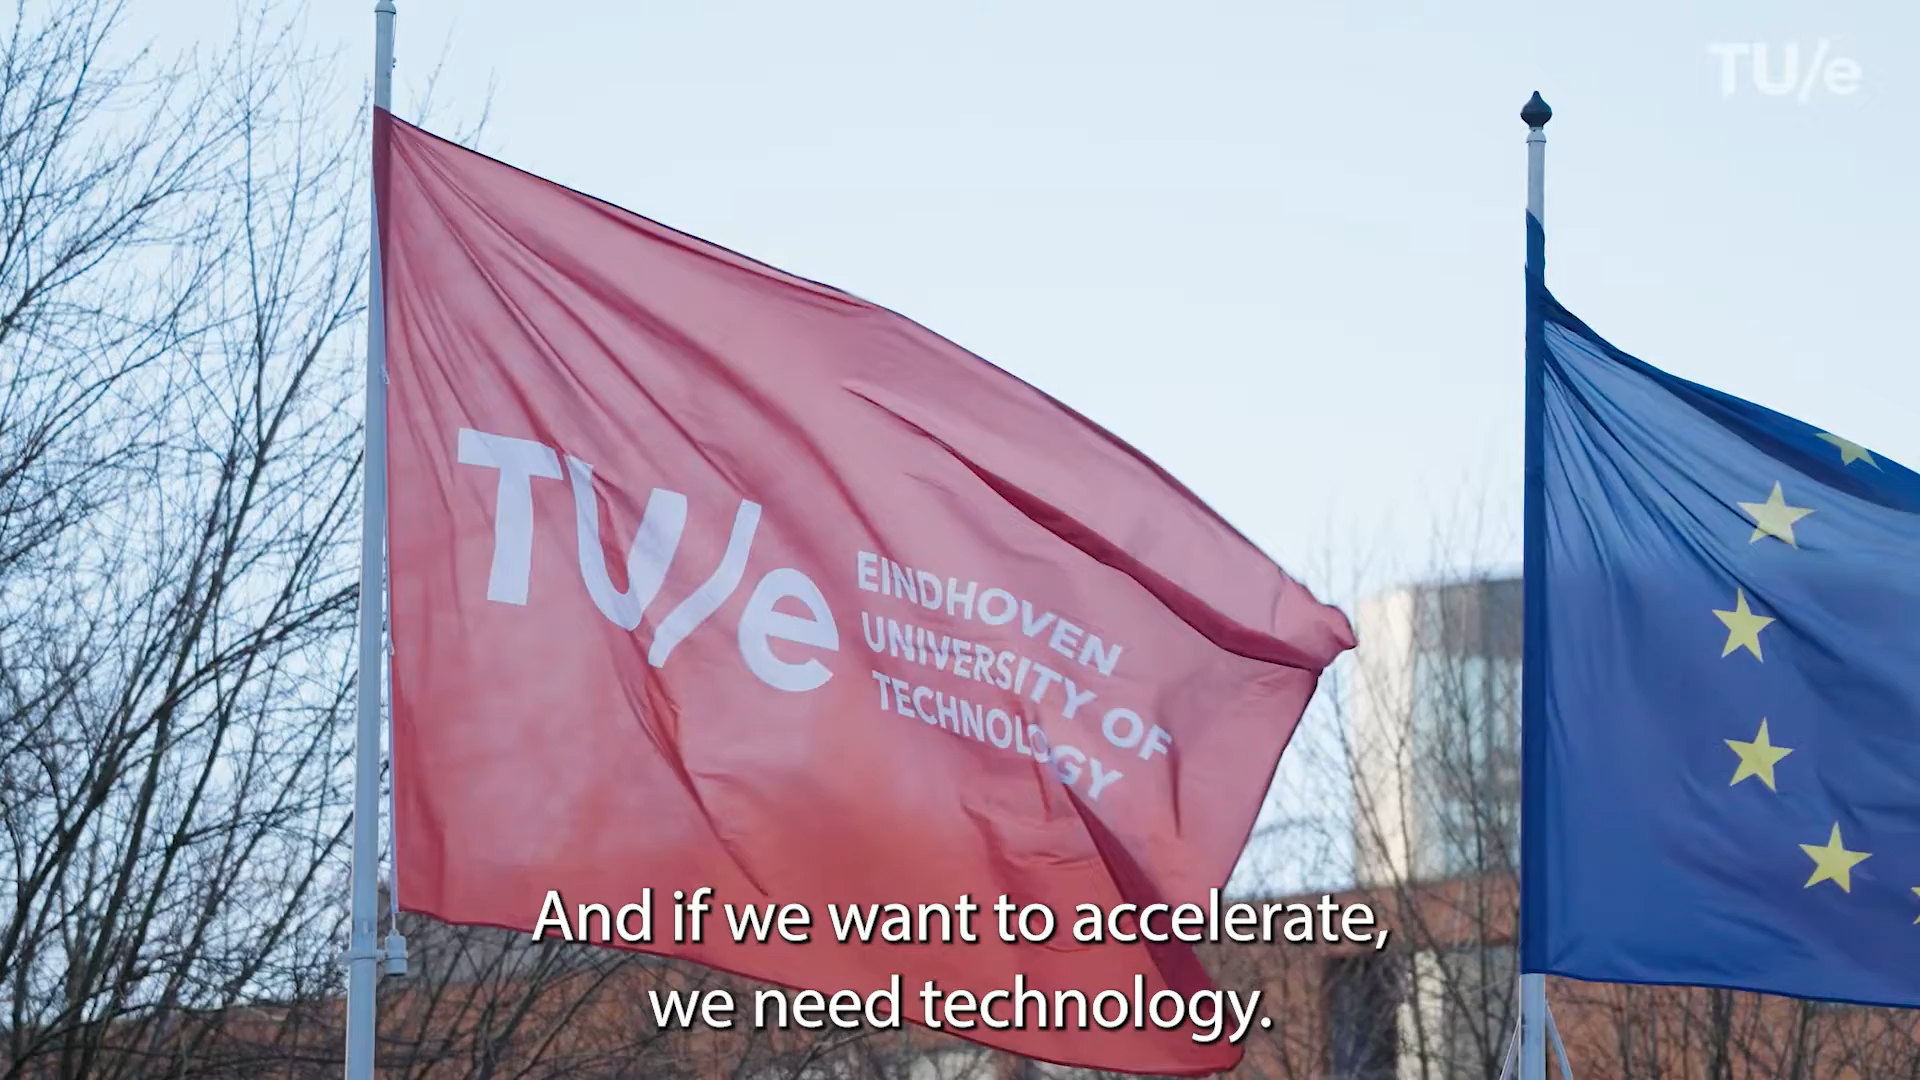 TU/e
TU/e
EINDHOVEN
UNIVERSITY OF
TECHNOLOGY
And if we want to accelerate,
we need technology.